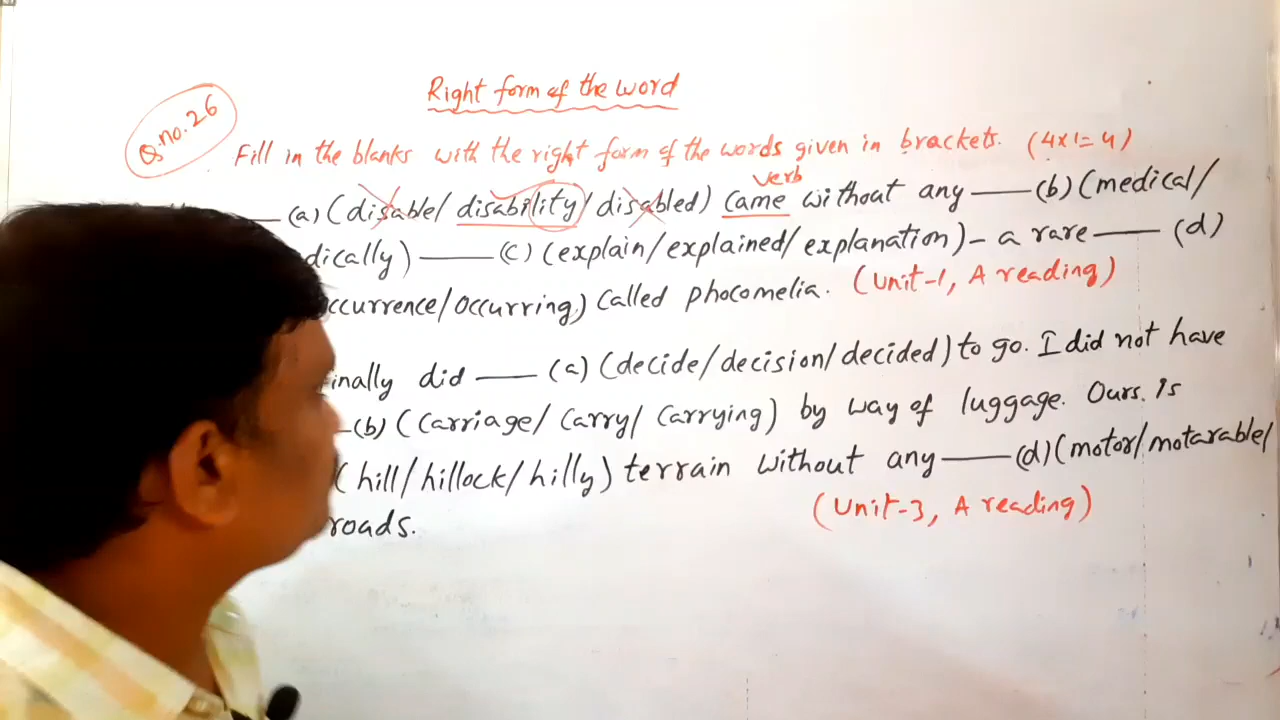 Right form of the word
Q.no.26
Fill in the blanks with the right form of the words given in brackets. (4x1=4)
verb
(a) (disable/ disability/ disabled) came without any —— (b) (medical/
dically) —— (c) (explain/explained/explanation) - a rare —— (d)
ccurrence/occurring) called phocomelia. (Unit-1, A reading)
inally did —— (a) (decide/decision/decided) to go. I did not have
(b) (carriage/ carry/ carrying) by way of luggage. Ours. is
(hill/hillock/hilly) terrain without any —— (d) (motor/motarable/
roads. (Unit-3, A reading)